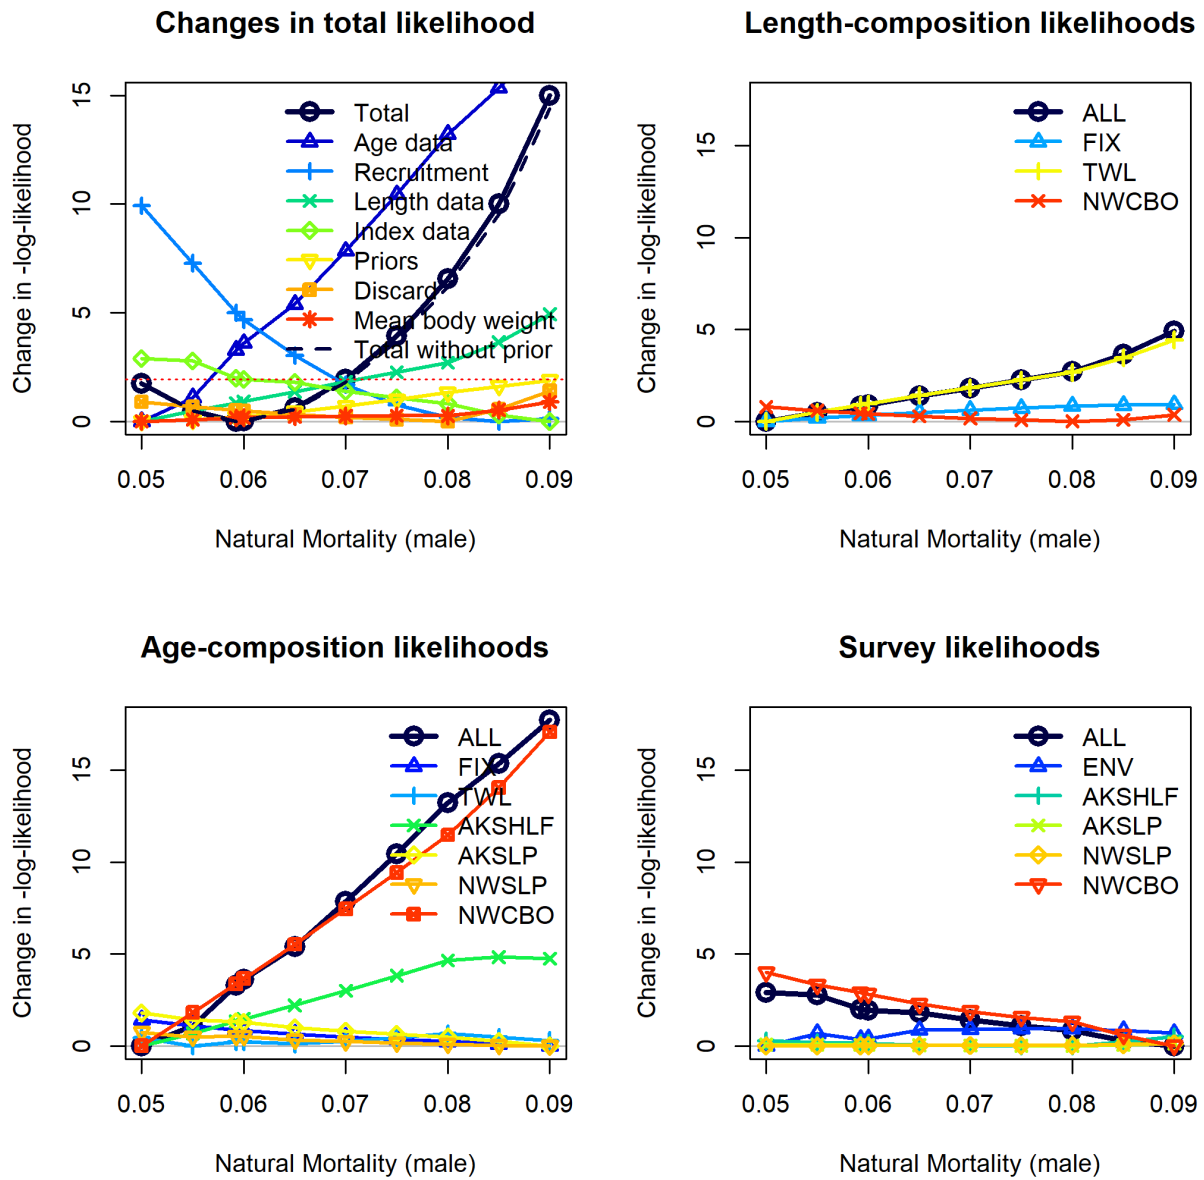 Changes in total likelihood
Change in -log-likelihood
15
10
5
0
Total
Age data
Recruitment
Length data
Index data
Priors
Discard
Mean body weight
Total without prior
0.05 0.06 0.07 0.08 0.09
Natural Mortality (male)
Length-composition likelihoods
Change in -log-likelihood
15
10
5
0
ALL
FIX
TWL
NWCBO
0.05 0.06 0.07 0.08 0.09
Natural Mortality (male)
Age-composition likelihoods
Change in -log-likelihood
15
10
5
0
ALL
FIX
TWL
AKSHLF
AKSLP
NWSLP
NWCBO
0.05 0.06 0.07 0.08 0.09
Natural Mortality (male)
Survey likelihoods
Change in -log-likelihood
15
10
5
0
ALL
ENV
AKSHLF
AKSLP
NWSLP
NWCBO
0.05 0.06 0.07 0.08 0.09
Natural Mortality (male)